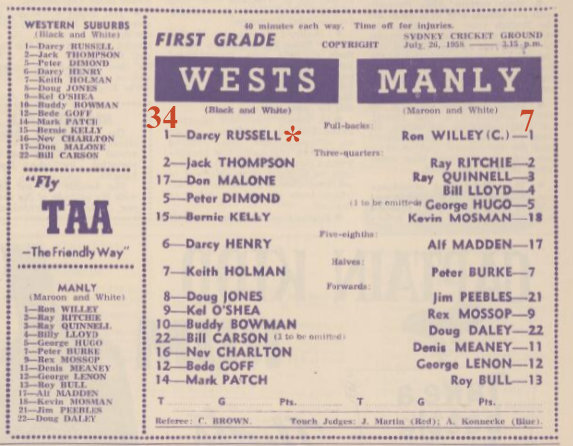 WESTERN SUBURBS
(Black and White)
1—Darcy RUSSELL
2—Jack THOMPSON
5—Peter DIMOND
6—Darcy HENRY
7—Keith HOLMAN
8—Doug JONES
9—Kel O'SHEA
10—Buddy BOWMAN
12—Bede GOFF
14—Mark PATCH
15—Bernie KELLY
16—Nev CHARLTON
17—Don MALONE
22—Bill CARSON
"Fly
TAA
—The Friendly Way"
MANLY
(Maroon and White)
1—Ron WILLEY
2—Ray RITCHIE
3—Ray QUINNELL
4—Billy LLOYD
5—George HUGO
7—Peter BURKE
9—Rex MOSSOP
11—Denis MEANEY
12—George LENON
13—Roy BULL
17—Alf MADDEN
18—Kevin MOSMAN
21—Jim PEEBLES
22—Doug DALEY
40 minutes each way. Time off for injuries.
FIRST GRADE
COPYRIGHT
SYDNEY CRICKET GROUND
July 26, 1958 —— 3.15 p.m.
WESTS MANLY
(Black and White) (Maroon and White)
34 7
Full-backs:
1—Darcy RUSSELL * Ron WILLEY (C.)—1
Three-quarters:
2—Jack THOMPSON Ray RITCHIE—2
17—Don MALONE Ray QUINNELL—3
Bill LLOYD—4
5—Peter DIMOND (1 to be omitted) George HUGO—5
15—Bernie KELLY Kevin MOSMAN—18
Five-eighths:
6—Darcy HENRY Alf MADDEN—17
Halves:
7—Keith HOLMAN Peter BURKE—7
Forwards:
8—Doug JONES Jim PEEBLES—21
9—Kel O'SHEA Rex MOSSOP—9
10—Buddy BOWMAN Doug DALEY—22
22—Bill CARSON (1 to be omitted) Denis MEANEY—11
16—Nev CHARLTON George LENON—12
12—Bede GOFF Roy BULL—13
14—Mark PATCH
T G Pts. T G Pts.
Referee: C. BROWN. Touch Judges: J. Martin (Red); A. Konnecke (Blue).